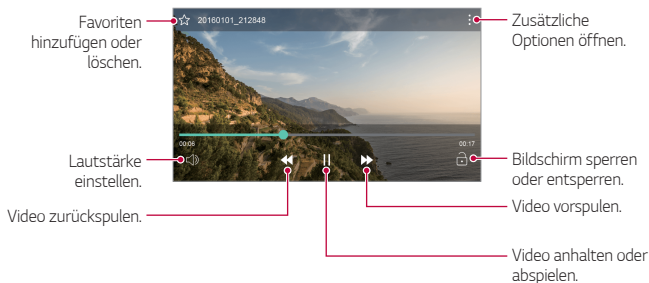 Favoriten
hinzufügen oder
löschen.
20160101_212848
Zusätzliche
Optionen öffnen.
00:06
00:17
Lautstärke
einstellen.
Bildschirm sperren
oder entsperren.
Video zurückspulen.
Video vorspulen.
Video anhalten oder
abspielen.